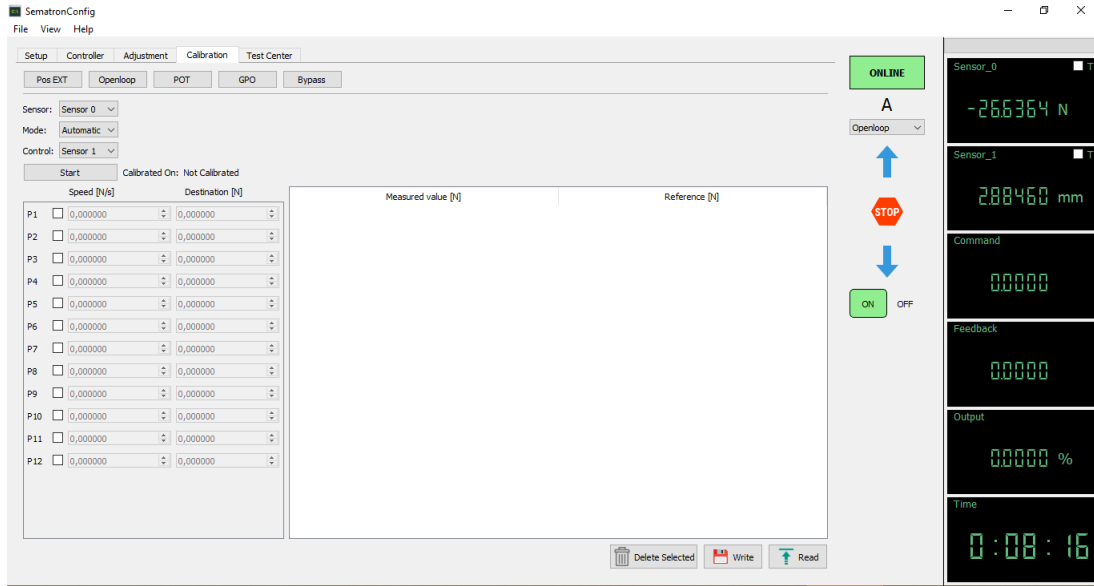 SematronConfig
File View Help
Setup Controller Adjustment Calibration Test Center
Pos EXT Openloop POT GPO Bypass
Sensor: Sensor 0
Mode: Automatic
Control: Sensor 1
Start Calibrated On: Not Calibrated
Speed [N/s] Destination [N]
P1 0,000000 0,000000
P2 0,000000 0,000000
P3 0,000000 0,000000
P4 0,000000 0,000000
P5 0,000000 0,000000
P6 0,000000 0,000000
P7 0,000000 0,000000
P8 0,000000 0,000000
P9 0,000000 0,000000
P10 0,000000 0,000000
P11 0,000000 0,000000
P12 0,000000 0,000000
Measured value [N] Reference [N]
Delete Selected Write Read
ONLINE
A
Openloop
STOP
ON OFF
Sensor_0 T
-26.6364 N
Sensor_1 T
2.88460 mm
Command
0.0000
Feedback
0.0000
Output
0.0000 %
Time
0:08:16